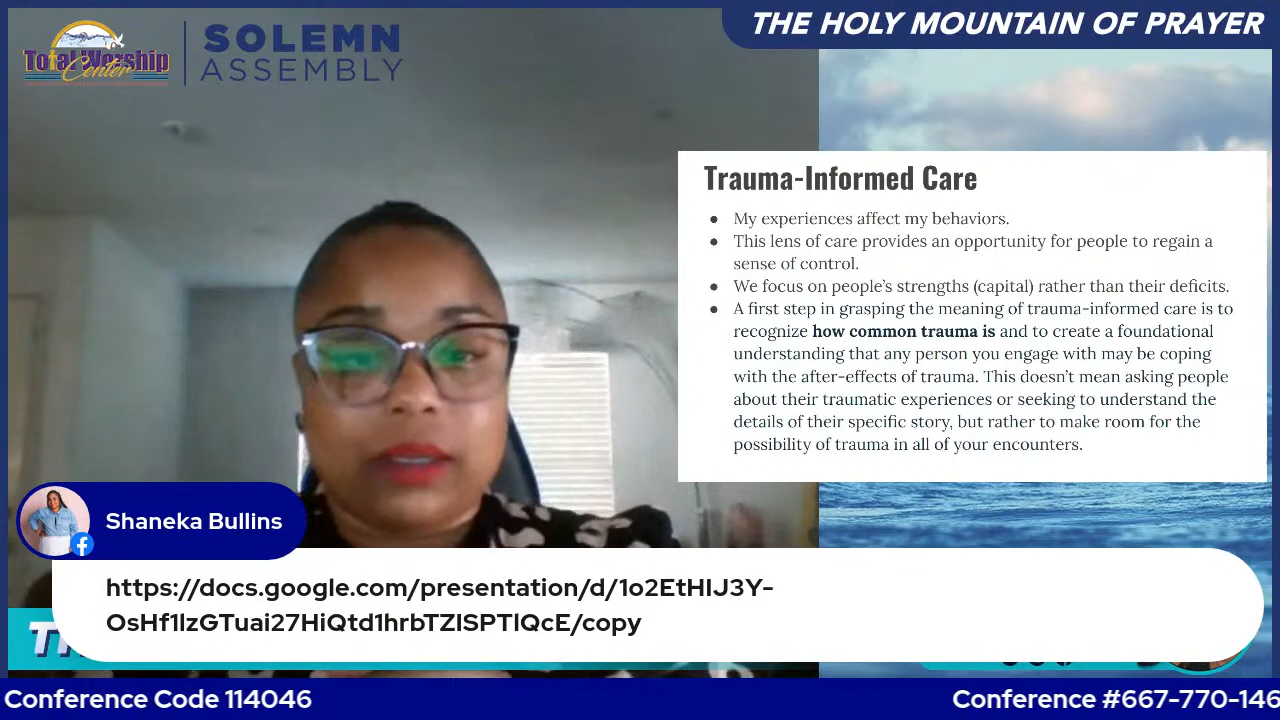 THE HOLY MOUNTAIN OF PRAYER
Total Worship
Center
SOLEMN
ASSEMBLY
Trauma-Informed Care
● My experiences affect my behaviors.
● This lens of care provides an opportunity for people to regain a
sense of control.
● We focus on people’s strengths (capital) rather than their deficits.
● A first step in grasping the meaning of trauma-informed care is to
recognize how common trauma is and to create a foundational
understanding that any person you engage with may be coping
with the after-effects of trauma. This doesn’t mean asking people
about their traumatic experiences or seeking to understand the
details of their specific story, but rather to make room for the
possibility of trauma in all of your encounters.
Shaneka Bullins
https://docs.google.com/presentation/d/1o2EtHIJ3Y-
OsHf1lzGTuai27HiQtd1hrbTZISPTlQcE/copy
Conference Code 114046
Conference #667-770-146